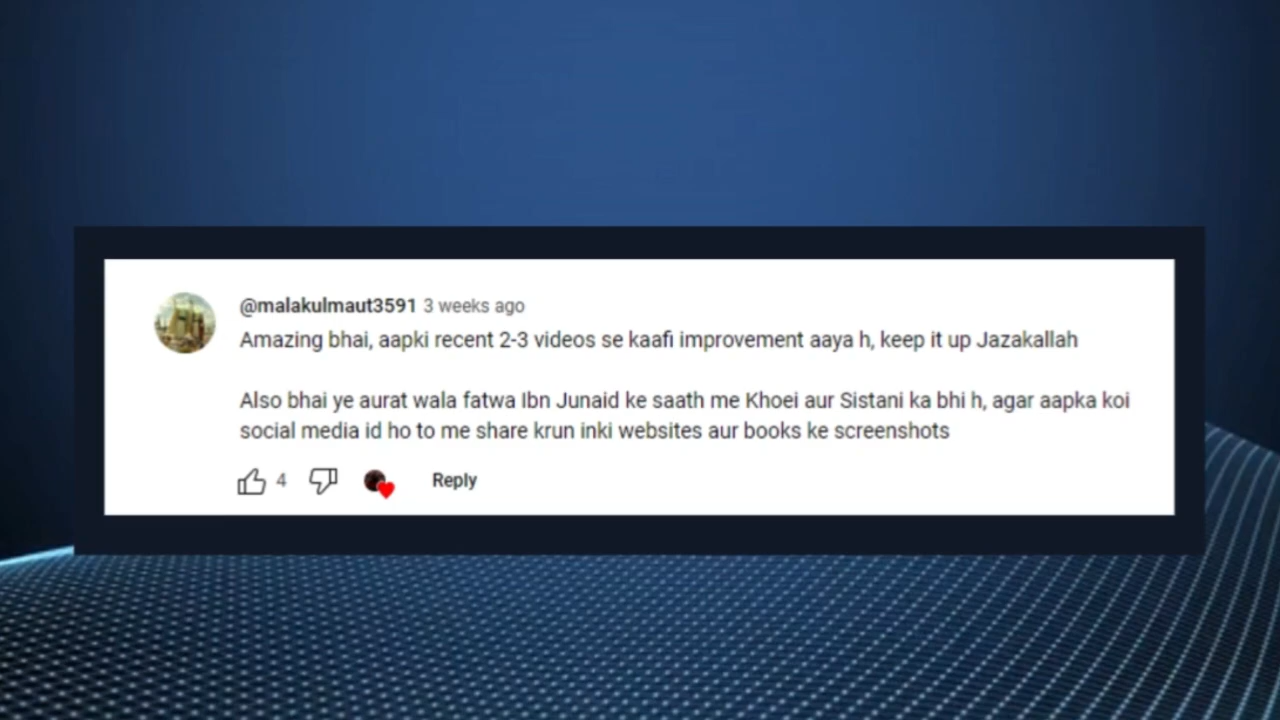 @malakulmaut3591 3 weeks ago
Amazing bhai, aapki recent 2-3 videos se kaafi improvement aaya h, keep it up Jazakallah
Also bhai ye aurat wala fatwa Ibn Junaid ke saath me Khoei aur Sistani ka bhi h, agar aapka koi
social media id ho to me share krun inki websites aur books ke screenshots
4 Reply